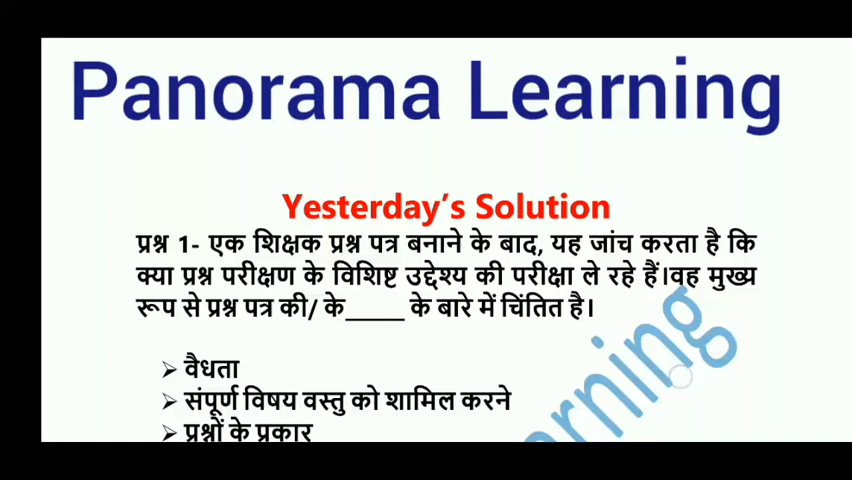 Panorama Learning
Yesterday's Solution
प्रश्न 1- एक शिक्षक प्रश्न पत्र बनाने के बाद, यह जांच करता है कि
क्या प्रश्न परीक्षण के विशिष्ट उद्देश्य की परीक्षा ले रहे हैं।वह मुख्य
रूप से प्रश्न पत्र की/ के_____ के बारे में चिंतित है।
➢ वैधता
➢ संपूर्ण विषय वस्तु को शामिल करने
➢ प्रश्नों के प्रकार